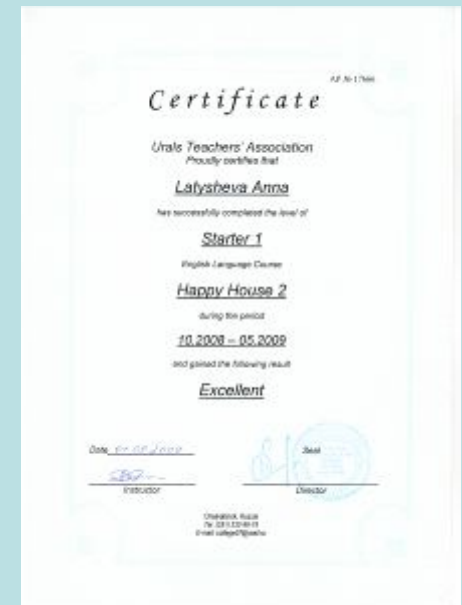 Certificate
Urals Teachers' Association
Proudly certifies that
Latysheva Anna
has successfully completed the level of
Starter 1
English Language Course
Happy House 2
during the period
10.2008 – 05.2009
and gained the following result
Excellent
Date
Seal
Instructor
Director
Russia